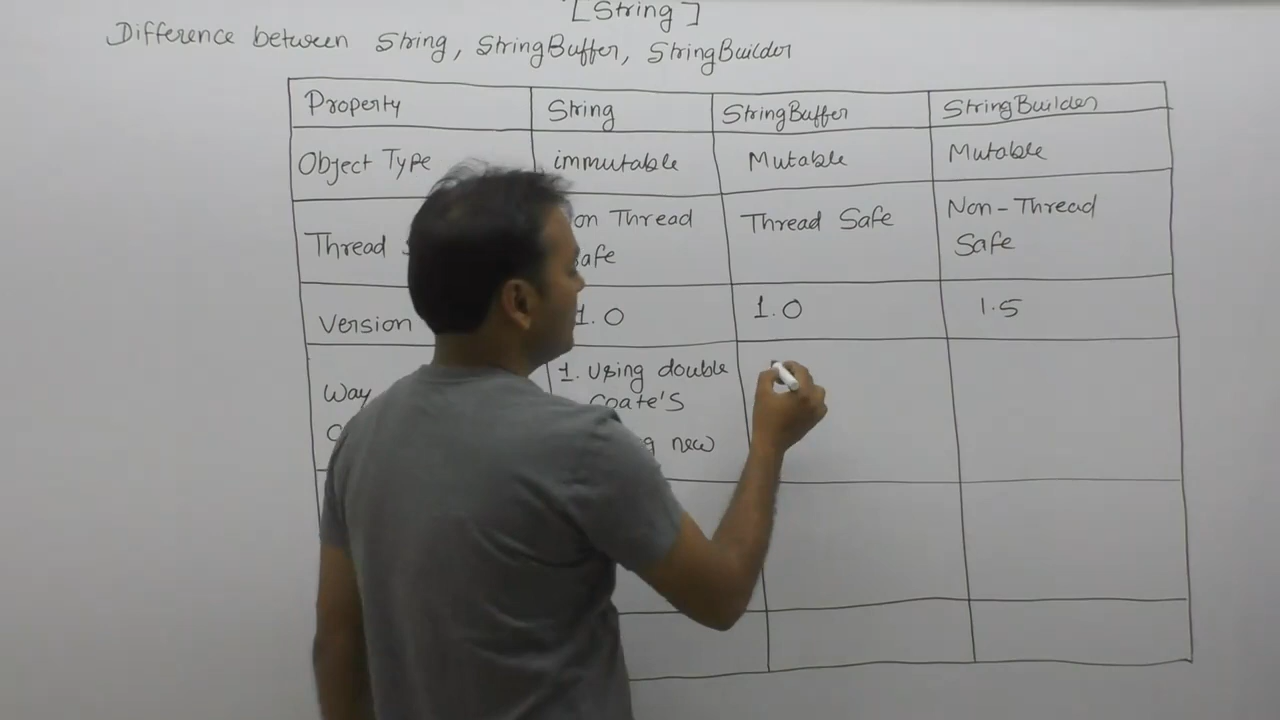 [String]
Difference between String, StringBuffer, StringBuilder
Property String StringBuffer StringBuilder
Object Type immutable Mutable Mutable
Thread on Thread Thread Safe Non-Thread
afe Safe
Version 1.0 1.0 1.5
Way 1. Using double
Coate'S
new